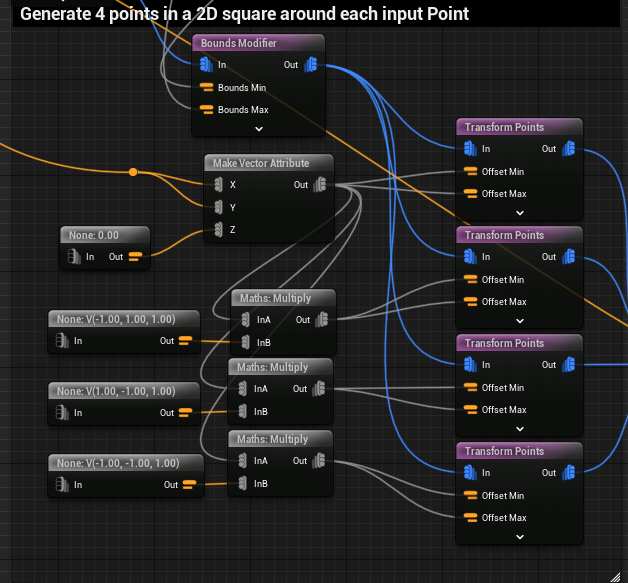 Generate 4 points in a 2D square around each input Point
Bounds Modifier
In Out
Bounds Min
Bounds Max
Make Vector Attribute
X Out
Y
Z
None: 0.00
In Out
None: V(-1.00, 1.00, 1.00)
In Out
None: V(1.00, -1.00, 1.00)
In Out
None: V(-1.00, -1.00, 1.00)
In Out
Maths: Multiply
InA Out
InB
Maths: Multiply
InA Out
InB
Maths: Multiply
InA Out
InB
Transform Points
In Out
Offset Min
Offset Max
Transform Points
In Out
Offset Min
Offset Max
Transform Points
In Out
Offset Min
Offset Max
Transform Points
In Out
Offset Min
Offset Max